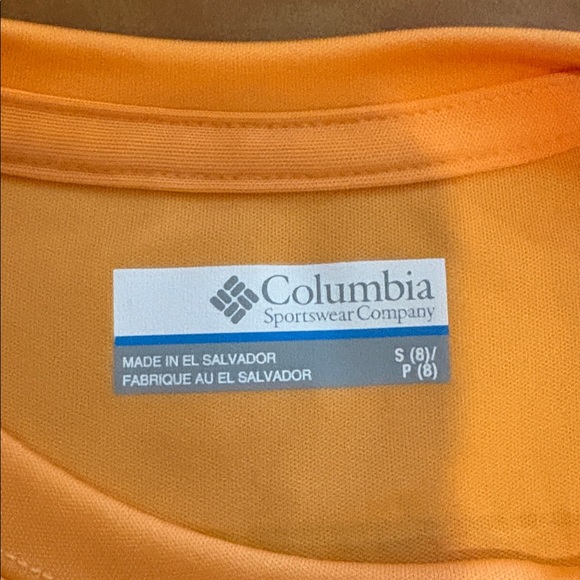 Columbia
Sportswear Company
MADE IN EL SALVADOR
FABRIQUE AU EL SALVADOR
S (8)/
P (8)